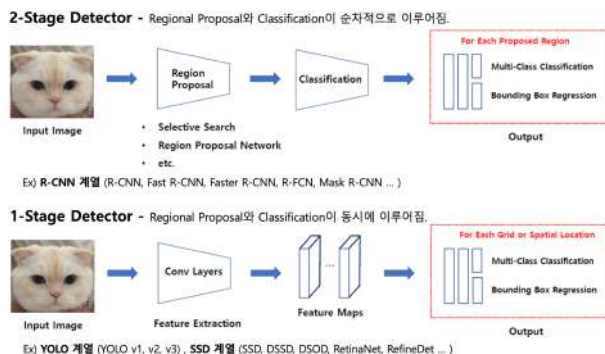 2-Stage Detector - Regional Proposal와 Classification이 순차적으로 이루어짐.
For Each Proposed Region
Region
Proposal
Classification
Multi-Class Classification
Bounding Box Regression
Input Image
Output
• Selective Search
• Region Proposal Network
• etc.
Ex) R-CNN 계열 (R-CNN, Fast R-CNN, Faster R-CNN, R-FCN, Mask R-CNN ... )
1-Stage Detector - Regional Proposal와 Classification이 동시에 이루어짐.
For Each Grid or Spatial Location
Conv Layers
...
Multi-Class Classification
Bounding Box Regression
Input Image
Feature Extraction
Feature Maps
Output
Ex) YOLO 계열 (YOLO v1, v2, v3) , SSD 계열 (SSD, DSSD, DSOD, RetinaNet, RefineDet ... )